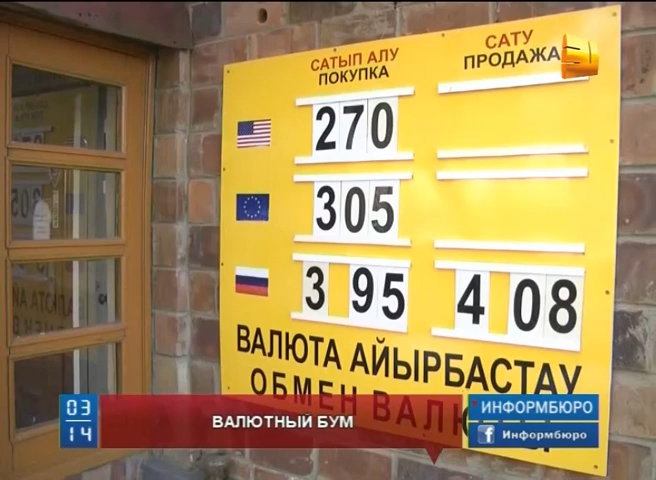 САТЫП АЛУ
ПОКУПКА
САТУ
ПРОДАЖА
270
305
3 95
4 08
ВАЛЮТА АЙЫРБАСТАУ
ОБМЕН
03
14
ВАЛЮТНЫЙ БУМ
ИНФОРМБЮРО
Информбюро